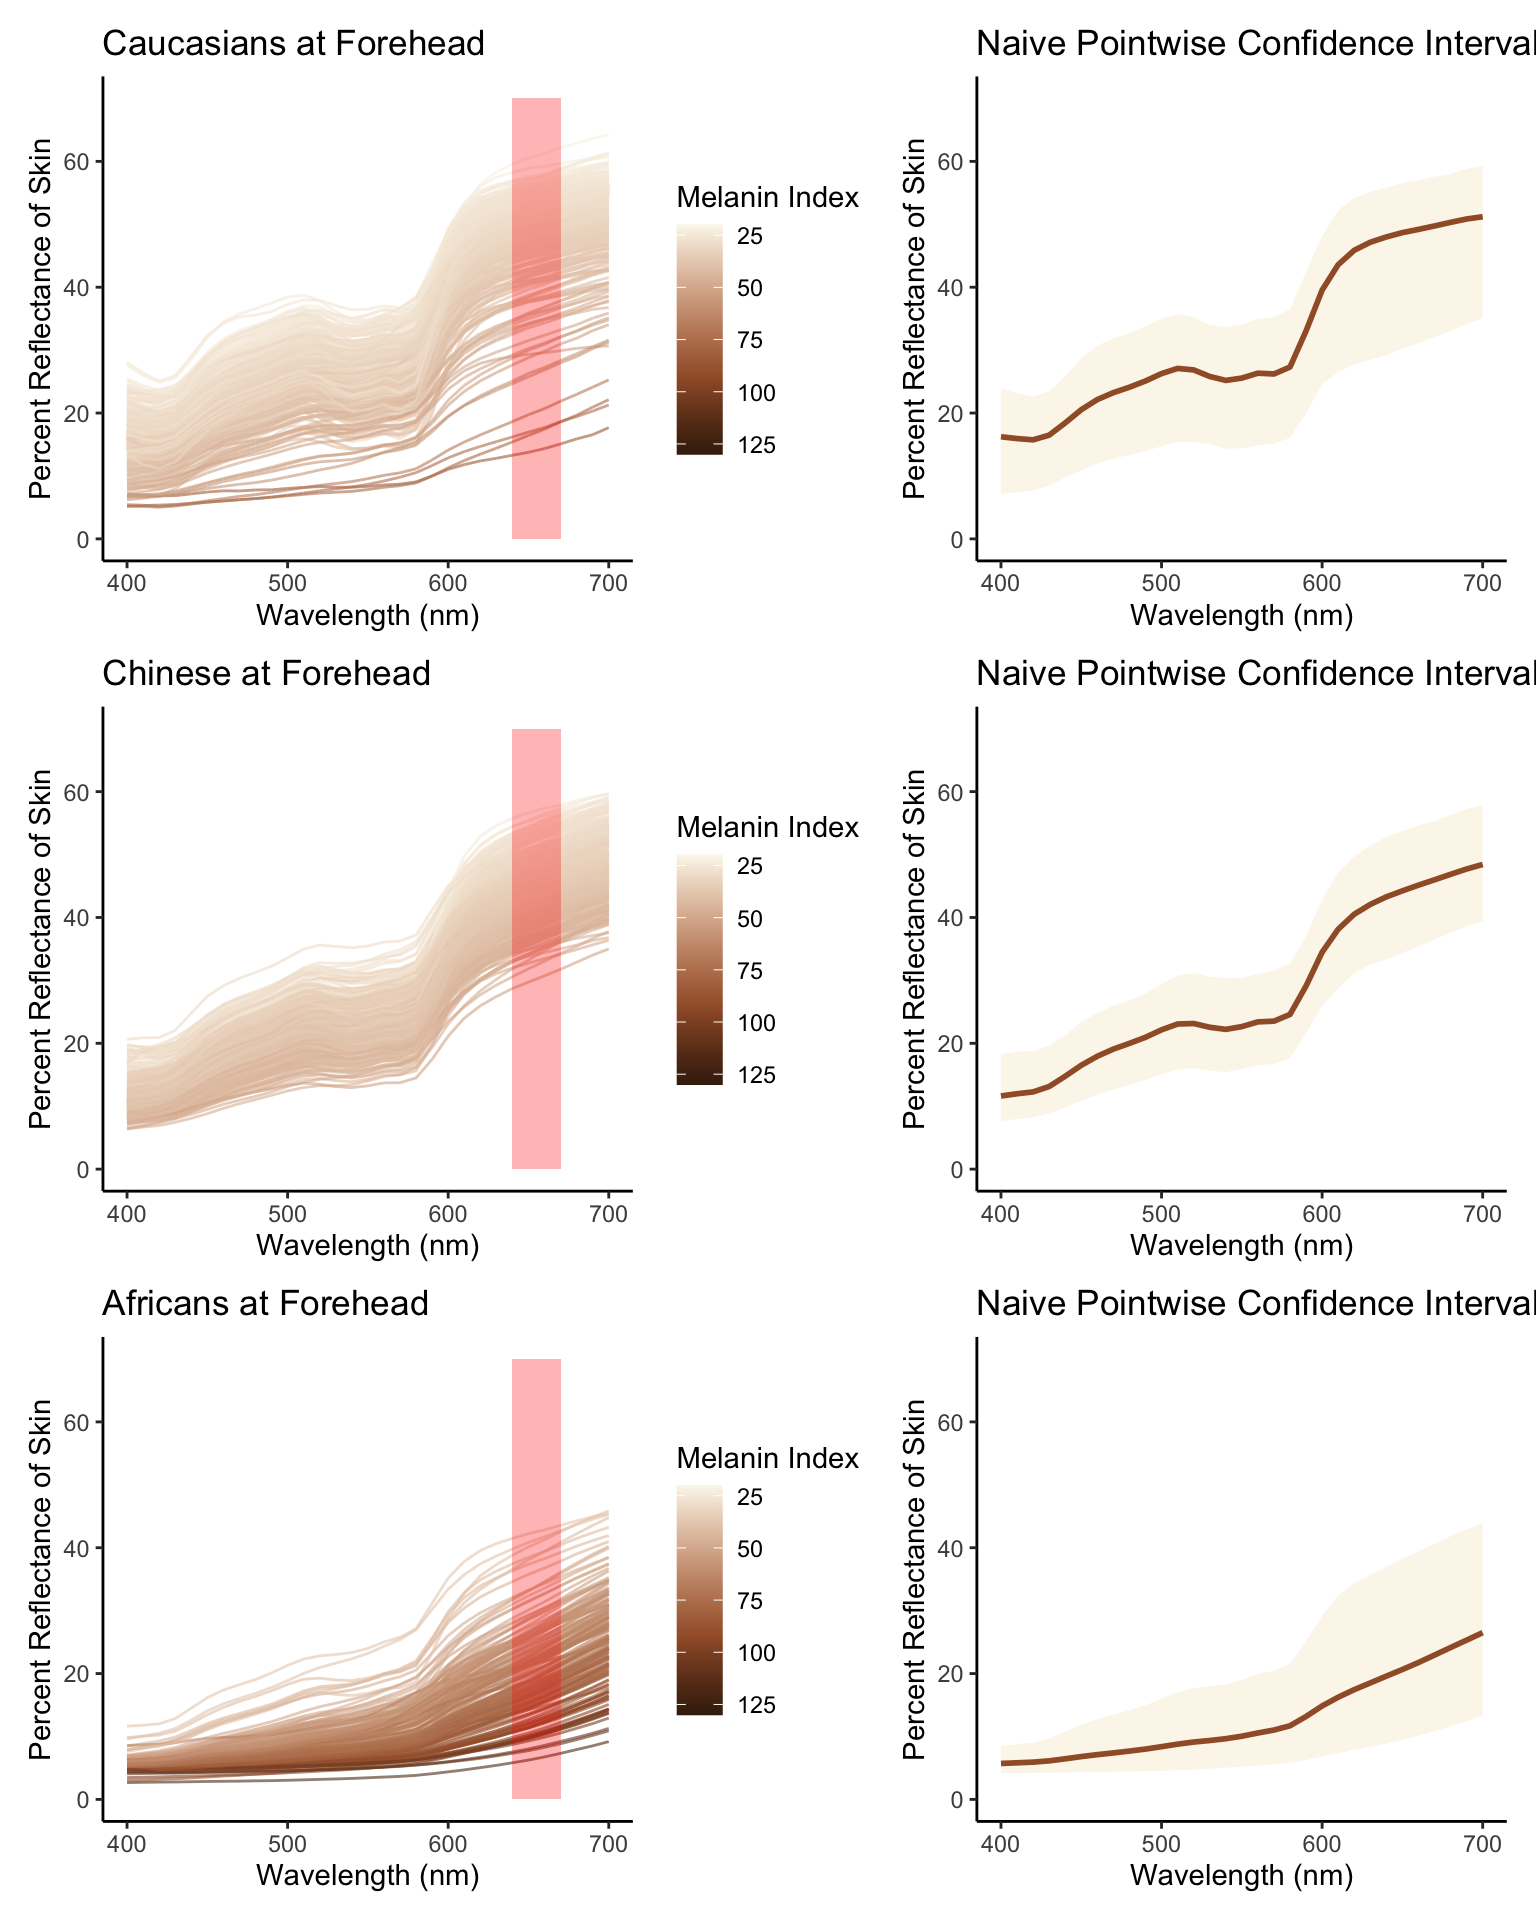 Caucasians at Forehead
Percent Reflectance of Skin
60
40
20
0
400 500 600 700
Wavelength (nm)
Melanin Index
25
50
75
100
125
Naive Pointwise Confidence Interval
Percent Reflectance of Skin
60
40
20
0
400 500 600 700
Wavelength (nm)
Chinese at Forehead
Percent Reflectance of Skin
60
40
20
0
400 500 600 700
Wavelength (nm)
Melanin Index
25
50
75
100
125
Naive Pointwise Confidence Interval
Percent Reflectance of Skin
60
40
20
0
400 500 600 700
Wavelength (nm)
Africans at Forehead
Percent Reflectance of Skin
60
40
20
0
400 500 600 700
Wavelength (nm)
Melanin Index
25
50
75
100
125
Naive Pointwise Confidence Interval
Percent Reflectance of Skin
60
40
20
0
400 500 600 700
Wavelength (nm)